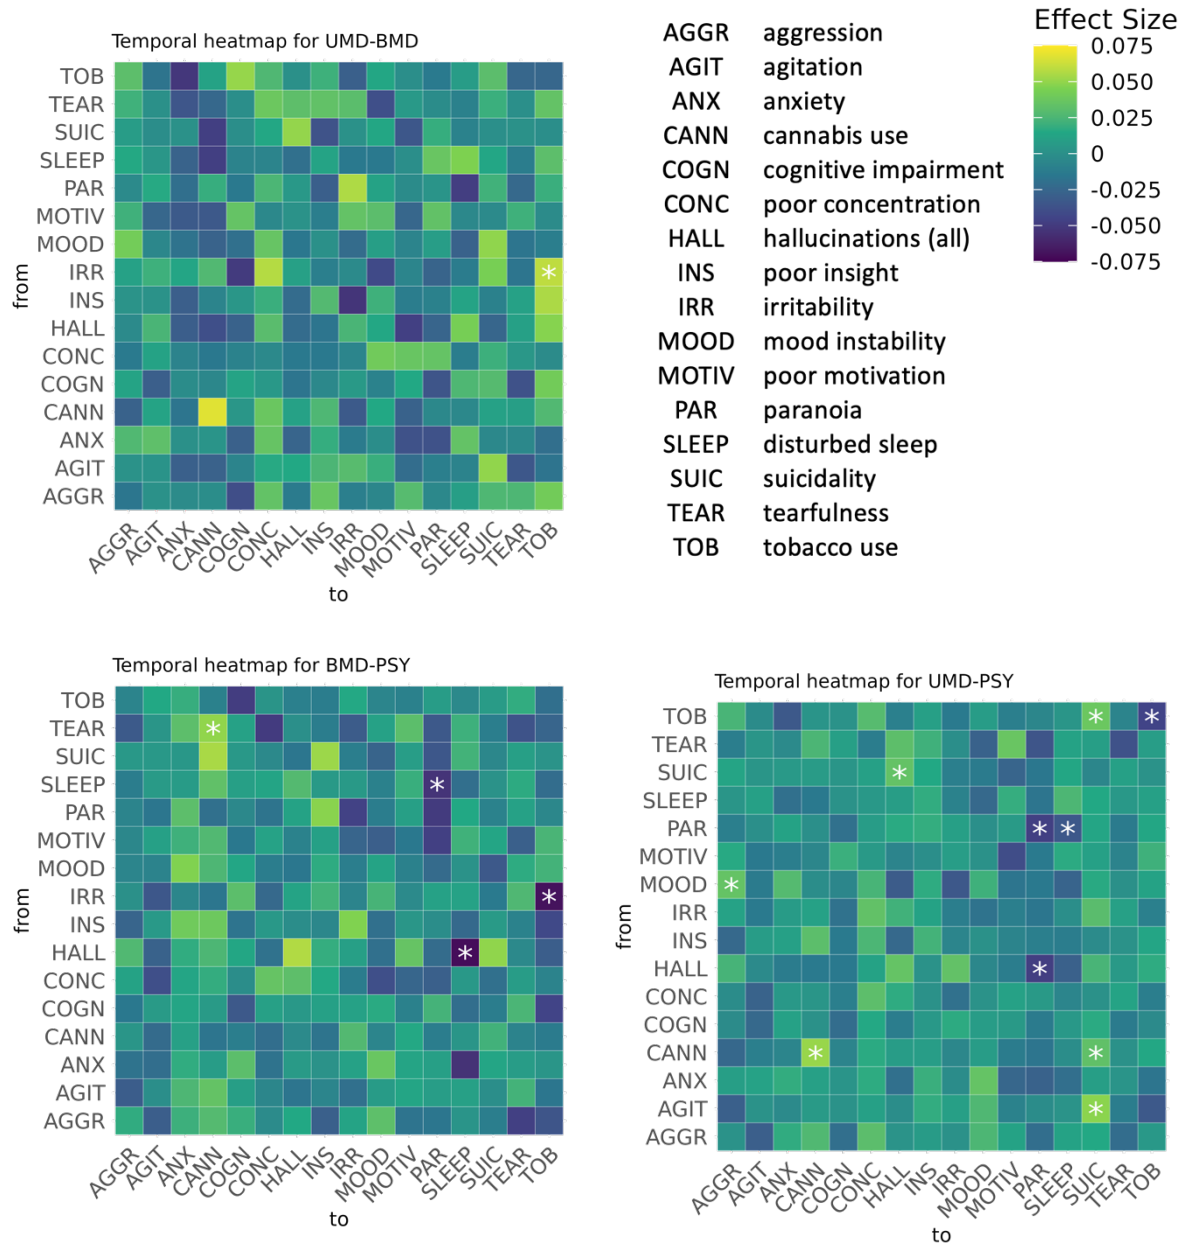 Temporal heatmap for UMD-BMD
from
TOB
TEAR
SUIC
SLEEP
PAR
MOTIV
MOOD
IRR
INS
HALL
CONC
COGN
CANN
ANX
AGIT
AGGR
*
AGGR AGIT ANX CANN COGN CONC HALL INS IRR MOOD MOTIV PAR SLEEP SUIC TEAR TOB
to
AGGR aggression
AGIT agitation
ANX anxiety
CANN cannabis use
COGN cognitive impairment
CONC poor concentration
HALL hallucinations (all)
INS poor insight
IRR irritability
MOOD mood instability
MOTIV poor motivation
PAR paranoia
SLEEP disturbed sleep
SUIC suicidality
TEAR tearfulness
TOB tobacco use
Effect Size
0.075
0.050
0.025
0
-0.025
-0.050
-0.075
Temporal heatmap for BMD-PSY
from
TOB
TEAR *
SUIC
SLEEP *
PAR
MOTIV
MOOD
IRR *
INS
HALL *
CONC
COGN
CANN
ANX
AGIT
AGGR
AGGR AGIT ANX CANN COGN CONC HALL INS IRR MOOD MOTIV PAR SLEEP SUIC TEAR TOB
to
Temporal heatmap for UMD-PSY
from
TOB * *
TEAR
SUIC *
SLEEP
PAR * *
MOTIV
MOOD *
IRR
INS
HALL *
CONC
COGN
CANN * *
ANX
AGIT *
AGGR
AGGR AGIT ANX CANN COGN CONC HALL INS IRR MOOD MOTIV PAR SLEEP SUIC TEAR TOB
to